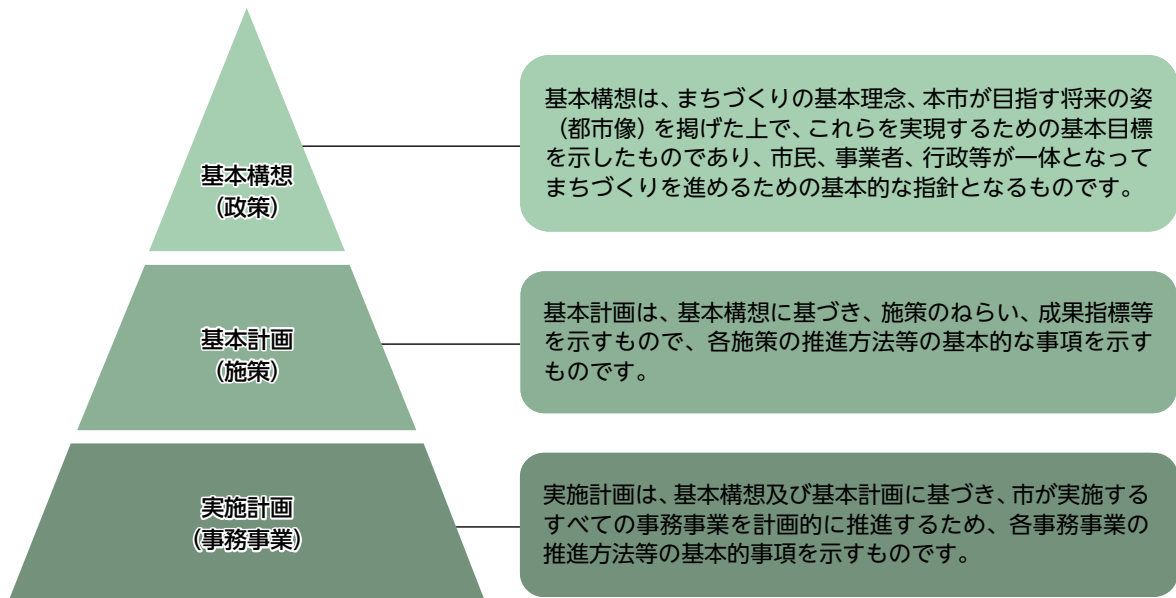 基本構想
（政策）
基本構想は、まちづくりの基本理念、本市が目指す将来の姿
（都市像）を掲げた上で、これらを実現するための基本目標
を示したものであり、市民、事業者、行政等が一体となって
まちづくりを進めるための基本的な指針となるものです。
基本計画
（施策）
基本計画は、基本構想に基づき、施策のねらい、成果指標等
を示すもので、各施策の推進方法等の基本的な事項を示す
ものです。
実施計画
（事務事業）
実施計画は、基本構想及び基本計画に基づき、市が実施する
すべての事務事業を計画的に推進するため、各事務事業の
推進方法等の基本的事項を示すものです。